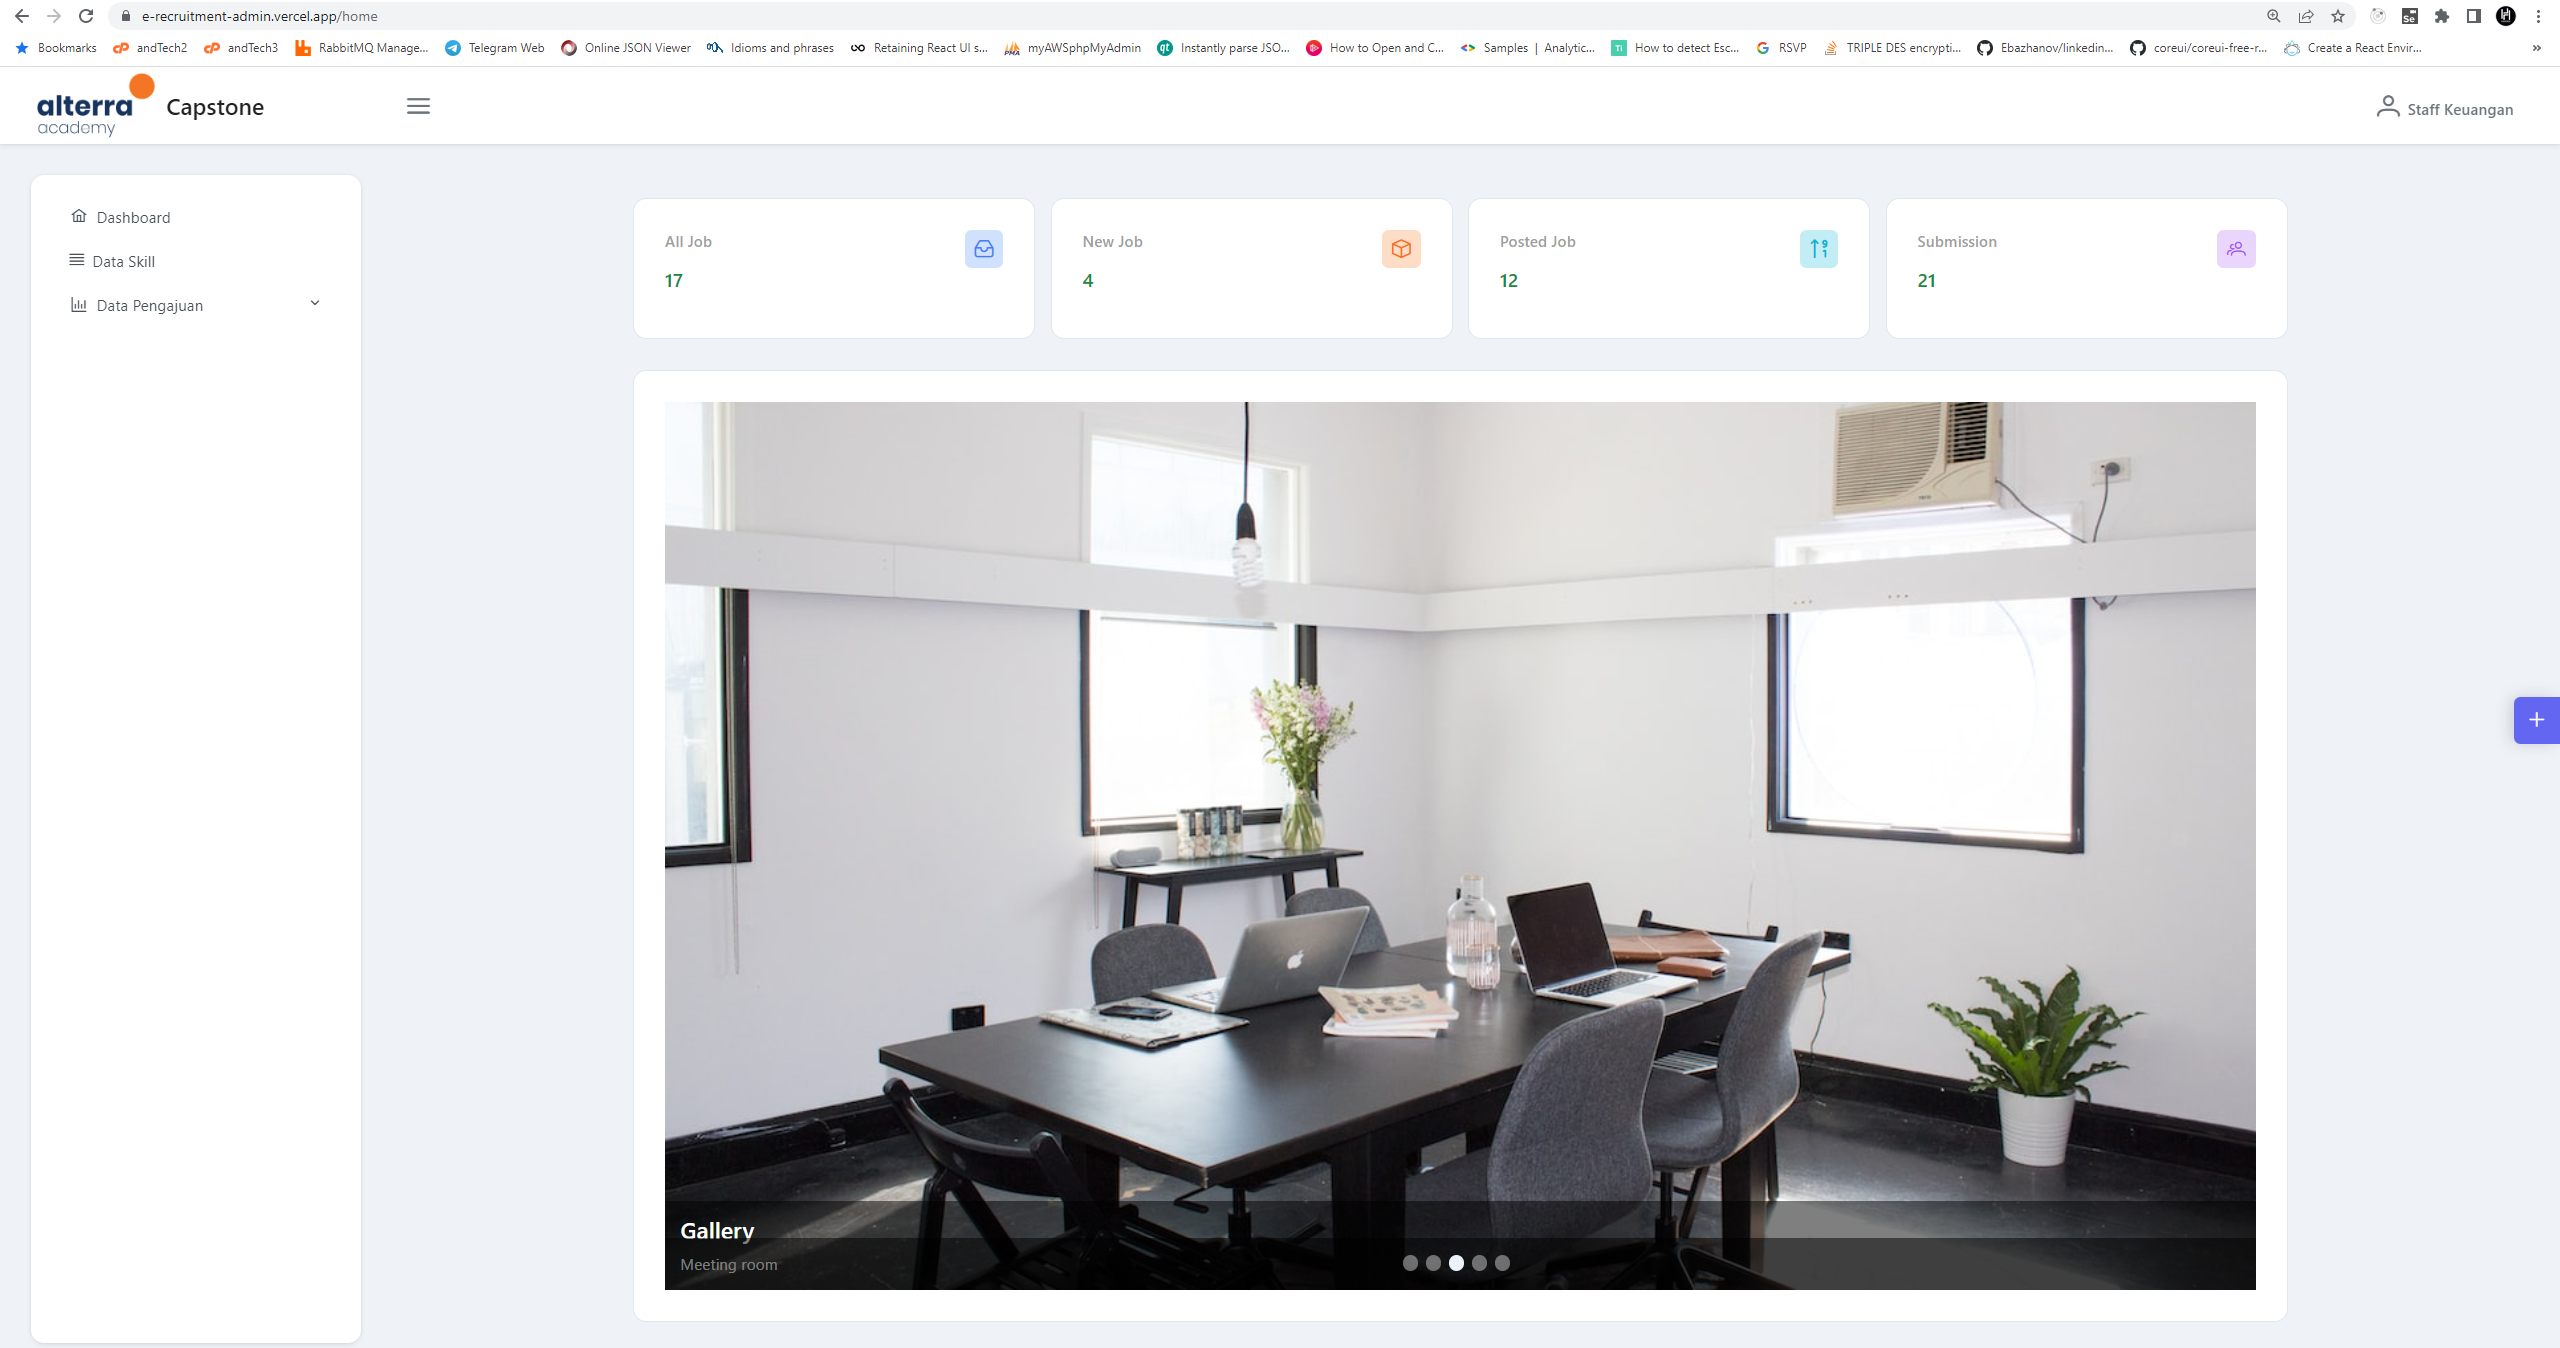 e-recruitment-admin.vercel.app/home
Bookmarks
andTech2
andTech3
RabbitMQ Manage...
Telegram Web
Online JSON Viewer
Idioms and phrases
Retaining React UI s...
myAWSphpMyAdmin
Instantly parse JSO...
How to Open and C...
Samples | Analytic...
How to detect Esc...
RSVP
TRIPLE DES encrypti...
Ebazhanov/linkedin...
coreui/coreui-free-r...
Create a React Envir...
alterra
academy
Capstone
Staff Keuangan
Dashboard
Data Skill
Data Pengajuan
All Job
17
New Job
4
Posted Job
12
Submission
21
Gallery
Meeting room